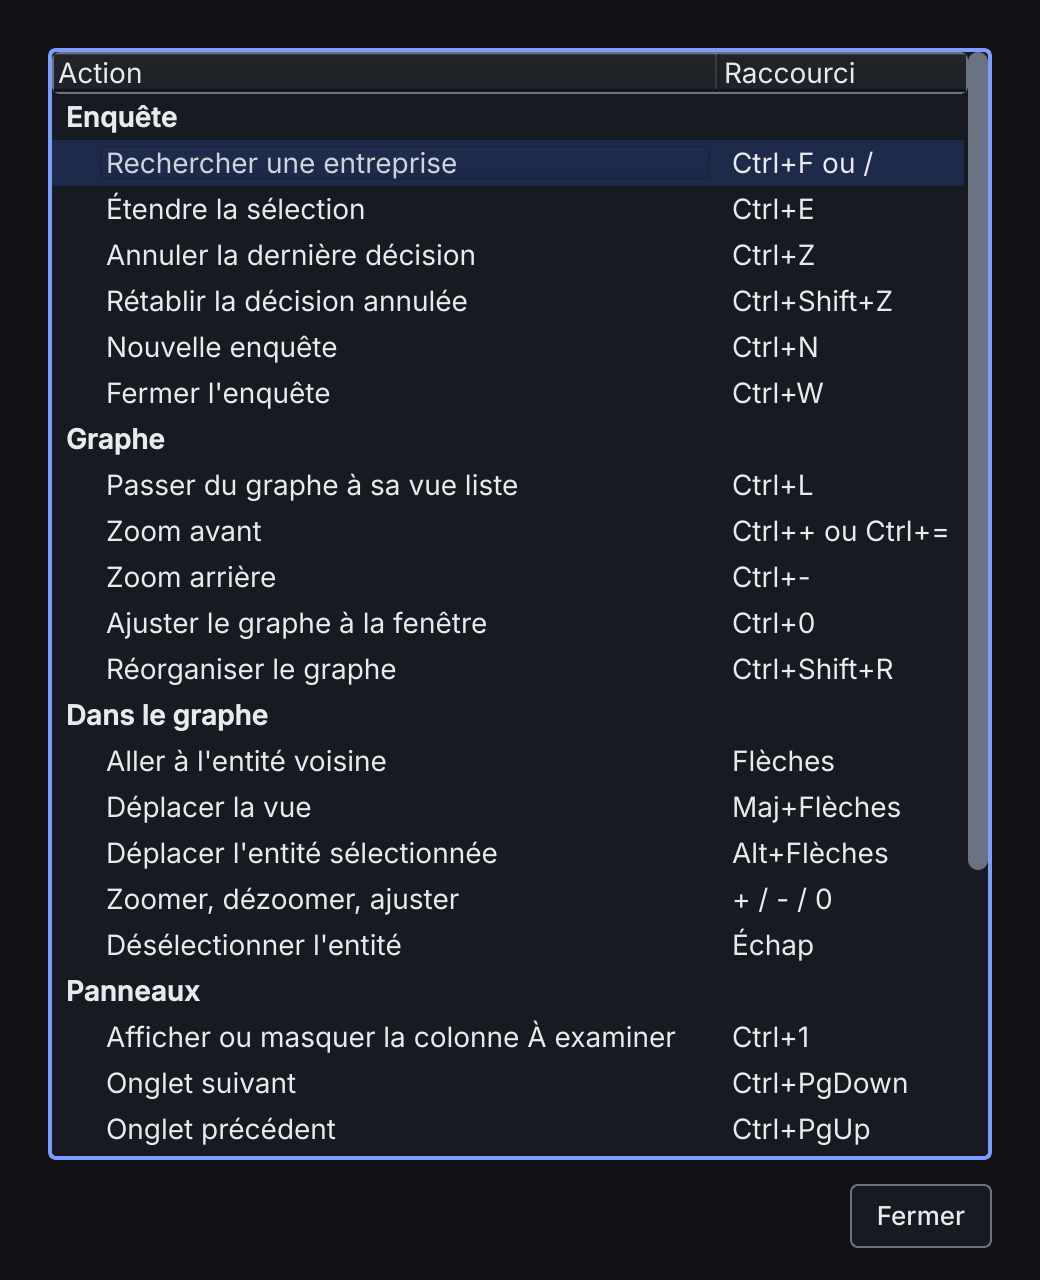 Action Raccourci
Enquête
Rechercher une entreprise Ctrl+F ou /
Étendre la sélection Ctrl+E
Annuler la dernière décision Ctrl+Z
Rétablir la décision annulée Ctrl+Shift+Z
Nouvelle enquête Ctrl+N
Fermer l'enquête Ctrl+W
Graphe
Passer du graphe à sa vue liste Ctrl+L
Zoom avant Ctrl++ ou Ctrl+=
Zoom arrière Ctrl+-
Ajuster le graphe à la fenêtre Ctrl+0
Réorganiser le graphe Ctrl+Shift+R
Dans le graphe
Aller à l'entité voisine Flèches
Déplacer la vue Maj+Flèches
Déplacer l'entité sélectionnée Alt+Flèches
Zoomer, dézoomer, ajuster + / - / 0
Désélectionner l'entité Échap
Panneaux
Afficher ou masquer la colonne À examiner Ctrl+1
Onglet suivant Ctrl+PgDown
Onglet précédent Ctrl+PgUp
Fermer